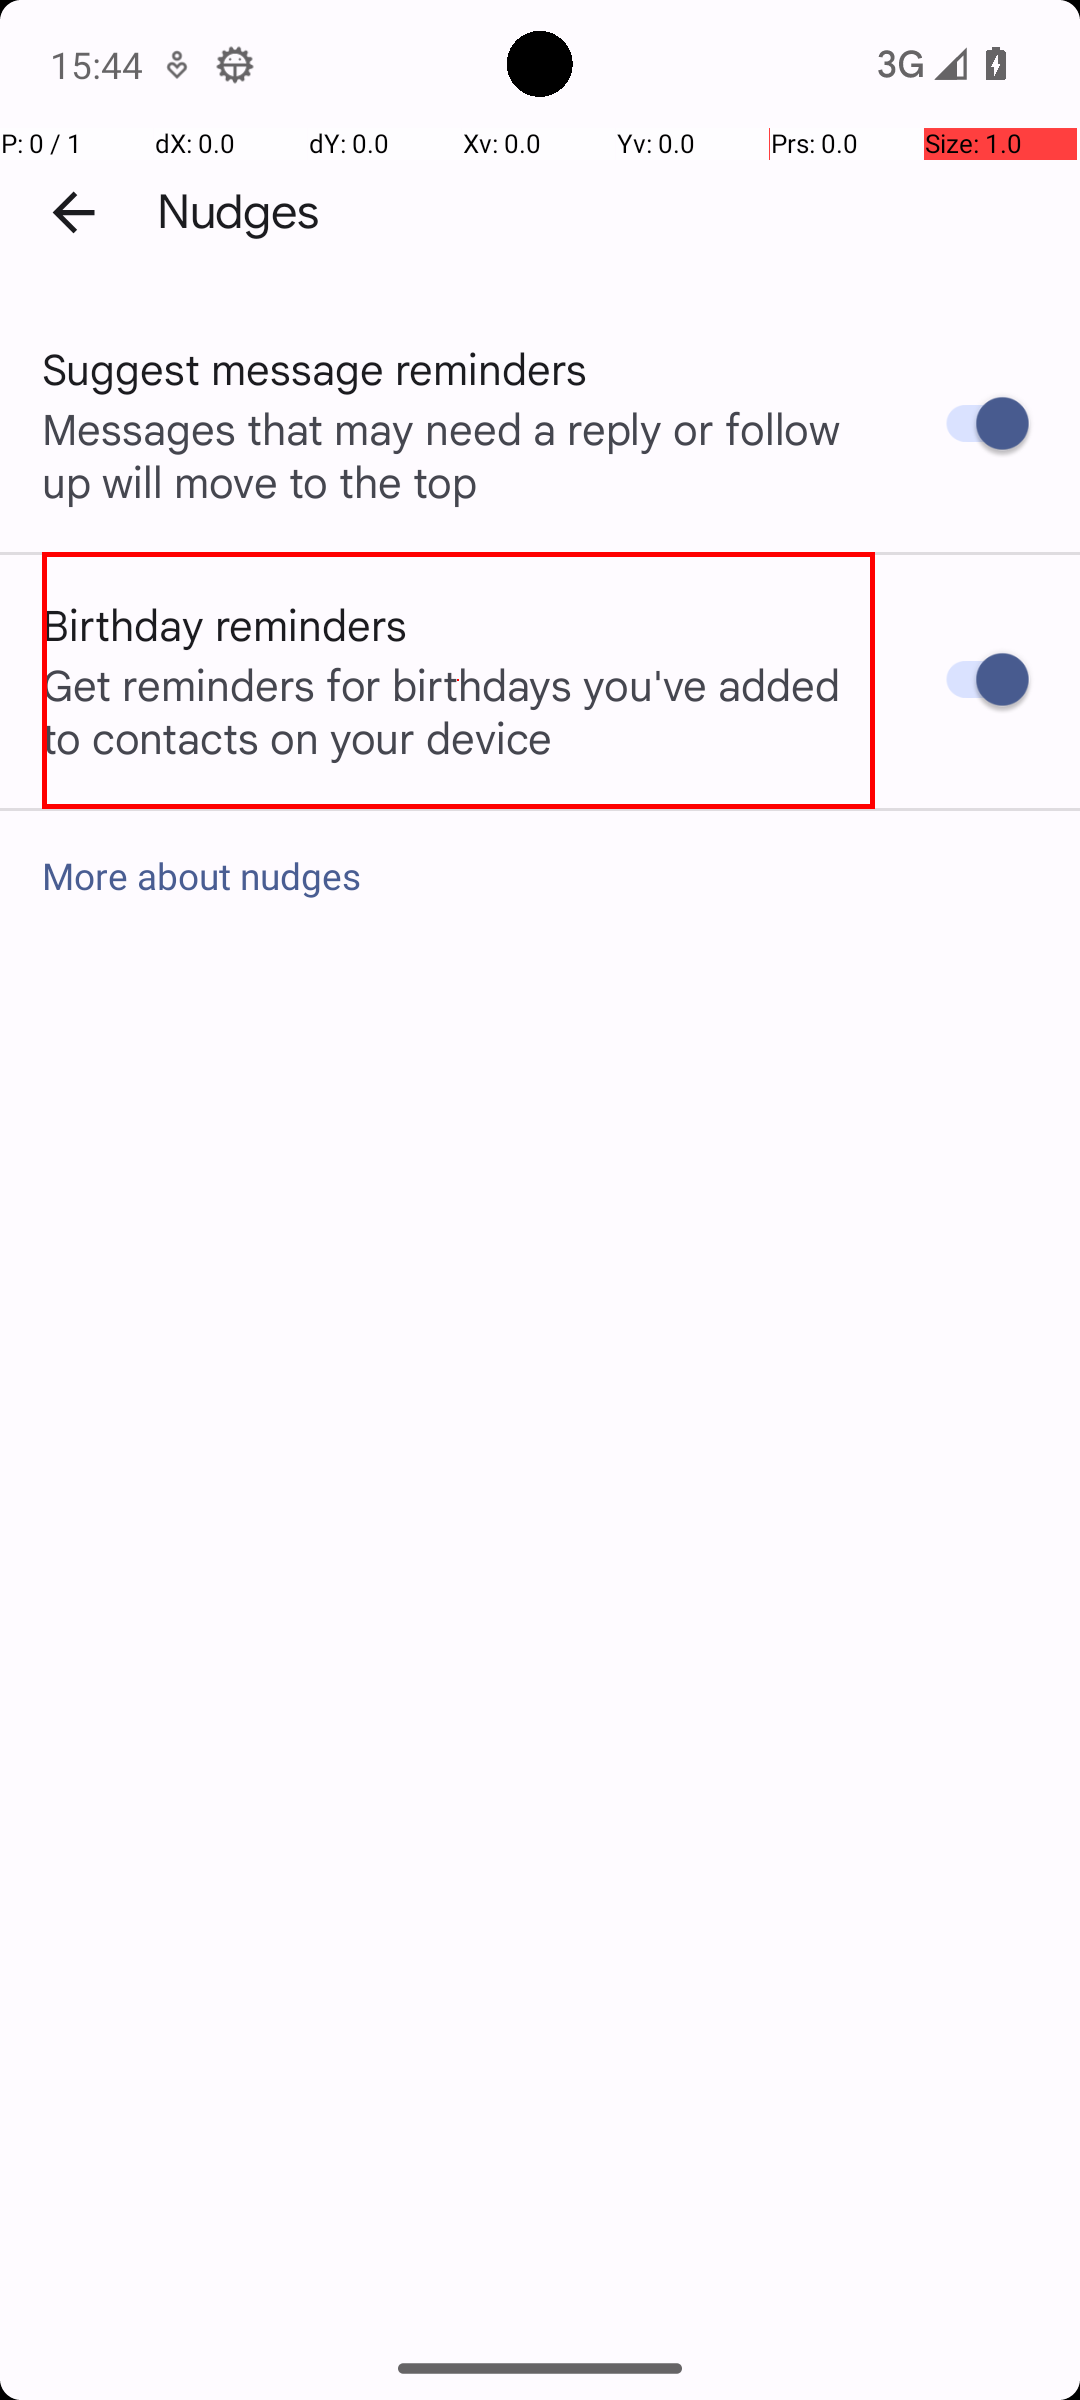 15:44
3G
P: 0 / 1 dX: 0.0 dY: 0.0 Xv: 0.0 Yv: 0.0 Prs: 0.0 Size: 1.0
Nudges
Suggest message reminders
Messages that may need a reply or follow
up will move to the top
Birthday reminders
Get reminders for birthdays you've added
to contacts on your device
More about nudges